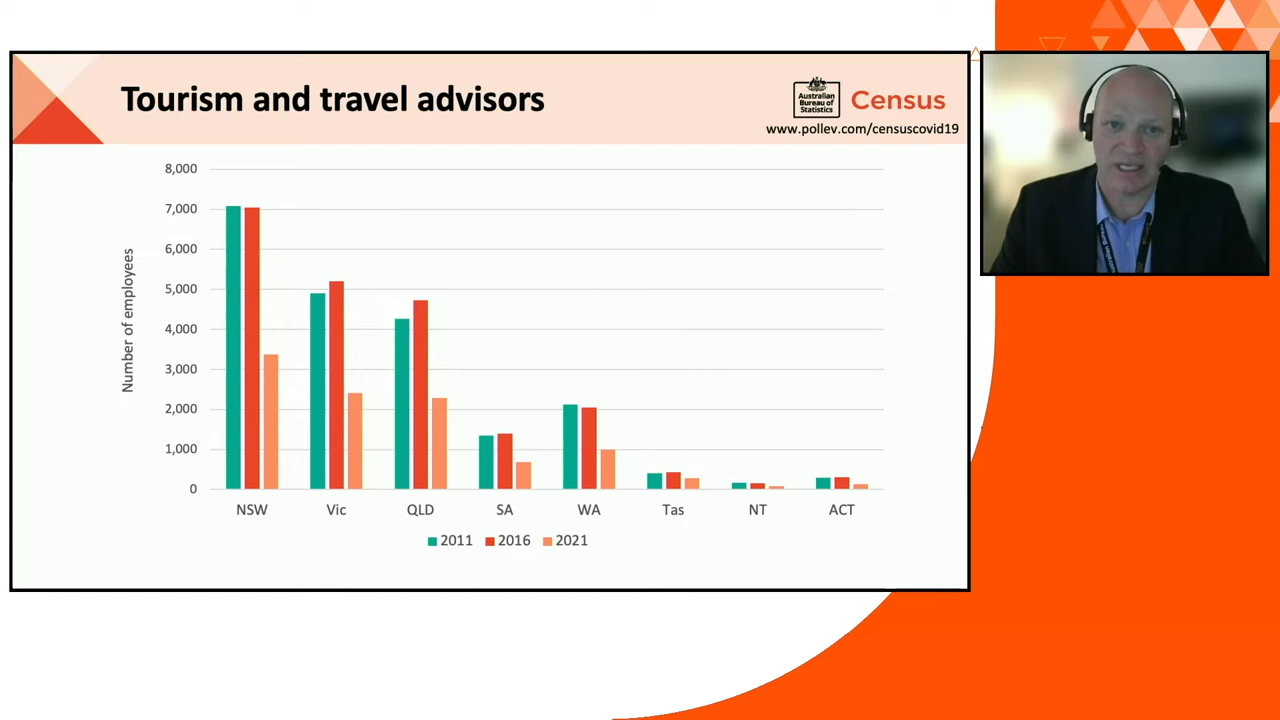 Tourism and travel advisors
Australian
Bureau of
Statistics
Census
www.pollev.com/censuscovid19
Number of employees
8,000
7,000
6,000
5,000
4,000
3,000
2,000
1,000
0
NSW Vic QLD SA WA Tas NT ACT
2011 2016 2021